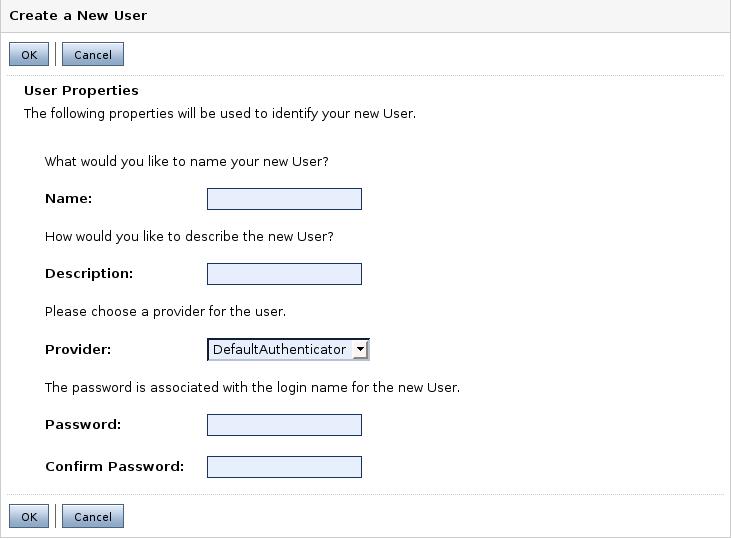 Create a New User
OK Cancel
User Properties
The following properties will be used to identify your new User.
What would you like to name your new User?
Name:
How would you like to describe the new User?
Description:
Please choose a provider for the user.
Provider: DefaultAuthenticator
The password is associated with the login name for the new User.
Password:
Confirm Password:
OK Cancel